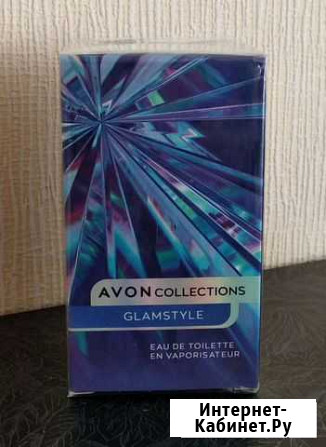 AVON COLLECTIONS
GLAMSTYLE
EAU DE TOILETTE
EN VAPORISATEUR
Интернет-
Кабинет.Ру